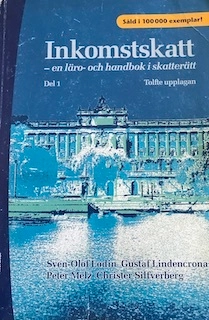 Såld i 100 000 exemplar!
Inkomstskatt
– en läro- och handbok i skatterätt
Del 1 Tolfte upplagan
Sven-Olof Lodin Gustaf Lindencrona
Peter Melz Christer Silfverberg